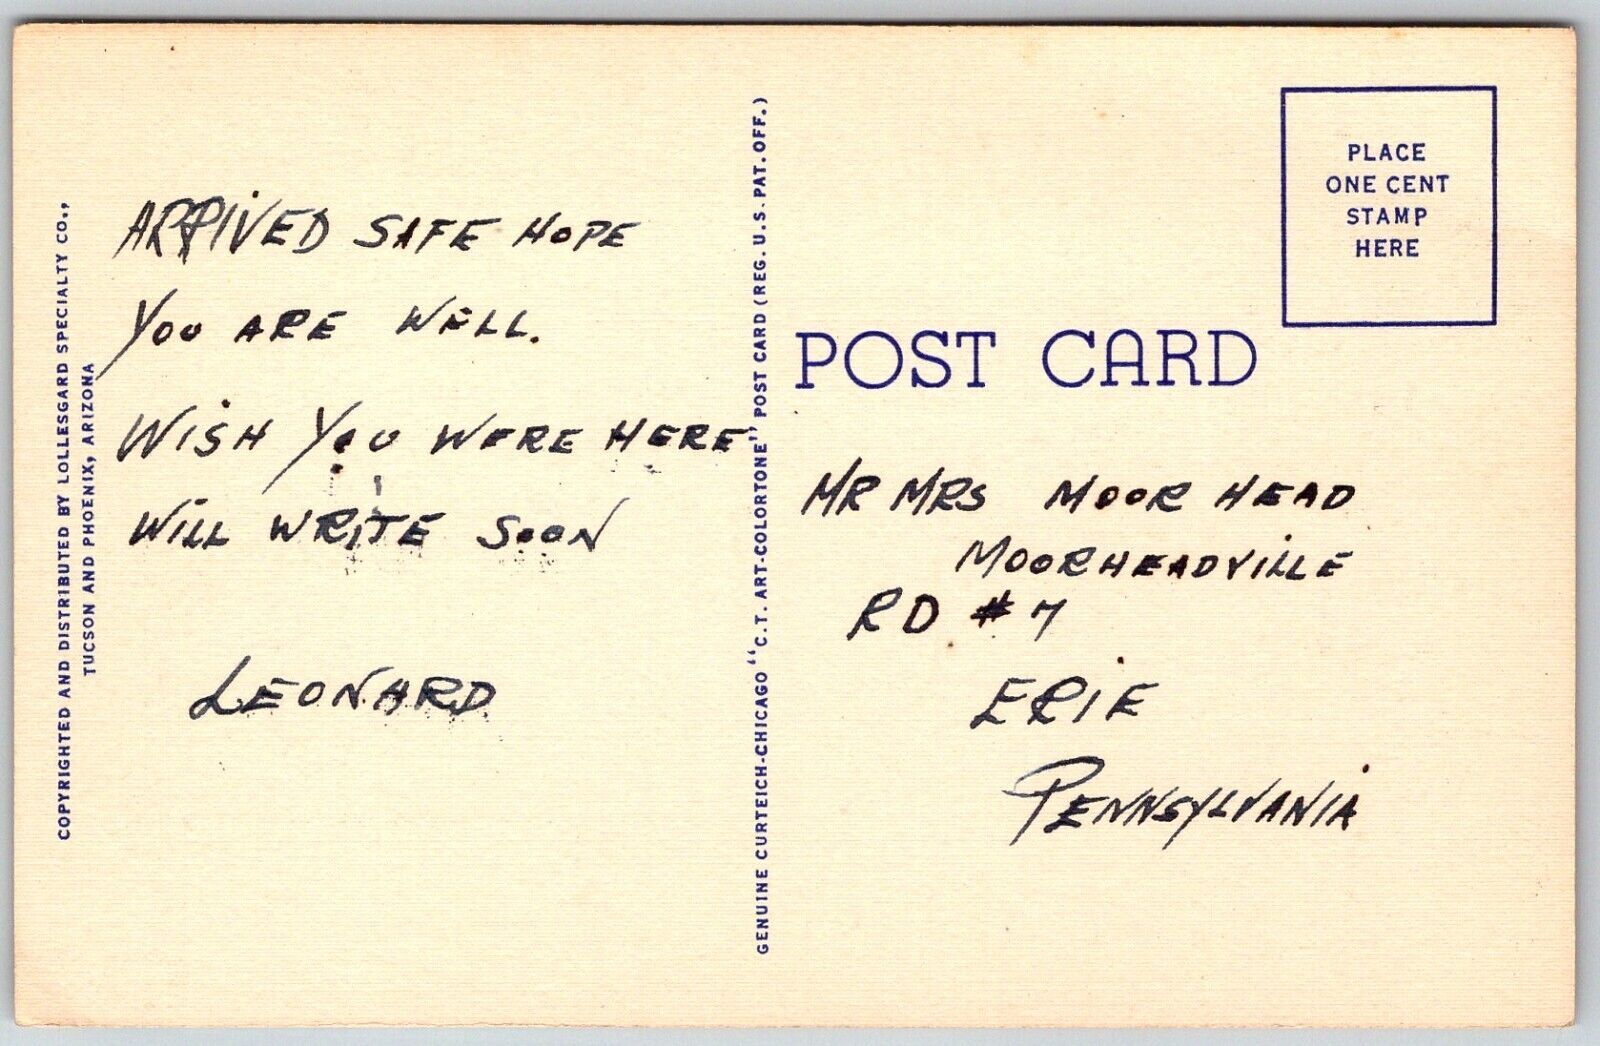 COPYRIGHTED AND DISTRIBUTED BY LOLLESGARD SPECIALTY CO.,
TUCSON AND PHOENIX, ARIZONA
ARRIVED SAFE HOPE
YOU ARE WELL.
WISH YOU WERE HERE
WILL WRITE SOON
LEONARD
GENUINE CURTEICH-CHICAGO "C.T. ART-COLORTONE" POST CARD (REG. U.S. PAT. OFF.)
PLACE
ONE CENT
STAMP
HERE
POST CARD
MR MRS MOOR HEAD
MOORHEADVILLE
RD #7
ERIE
PENNSYLVANIA